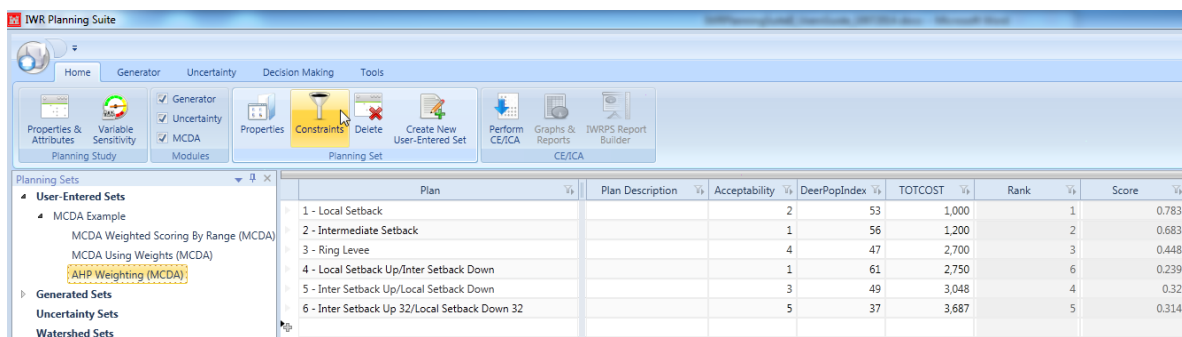 IWR Planning Suite
Home Generator Uncertainty Decision Making Tools
Properties & Attributes Variable Sensitivity Generator Uncertainty MCDA Properties Constraints Delete Create New User-Entered Set Perform CE/ICA Graphs & Reports IWRPS Report Builder
Planning Study Modules Planning Set CE/ICA
Planning Sets Plan Plan Description Acceptability DeerPopIndex TOTCOST Rank Score
User-Entered Sets
MCDA Example
MCDA Weighted Scoring By Range (MCDA)
MCDA Using Weights (MCDA)
AHP Weighting (MCDA)
Generated Sets
Uncertainty Sets
Watershed Sets
1 - Local Setback 2 53 1,000 1 0.783
2 - Intermediate Setback 1 56 1,200 2 0.683
3 - Ring Levee 4 47 2,700 3 0.448
4 - Local Setback Up/Inter Setback Down 1 61 2,750 6 0.239
5 - Inter Setback Up/Local Setback Down 3 49 3,048 4 0.32
6 - Inter Setback Up 32/Local Setback Down 32 5 37 3,687 5 0.314